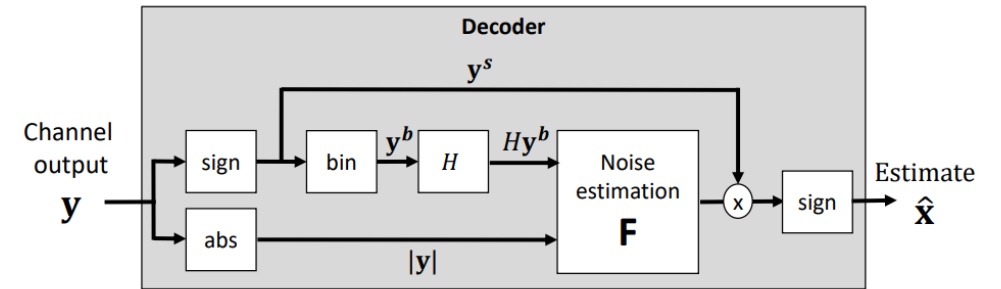 Decoder
y^s
Channel
output
y
sign
bin
y^b
H
Hy^b
Noise
estimation
F
x
sign
Estimate
x̂
abs
|y|